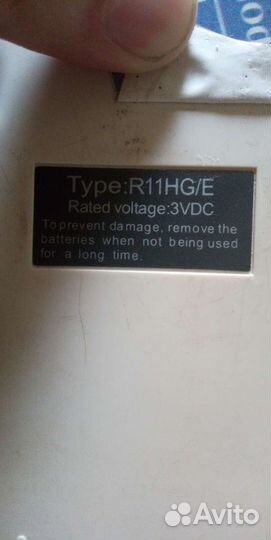 Type:R11HG/E
Rated voltage:3VDC
To prevent damage, remove the
batteries when not being used
for a long time.
Avito